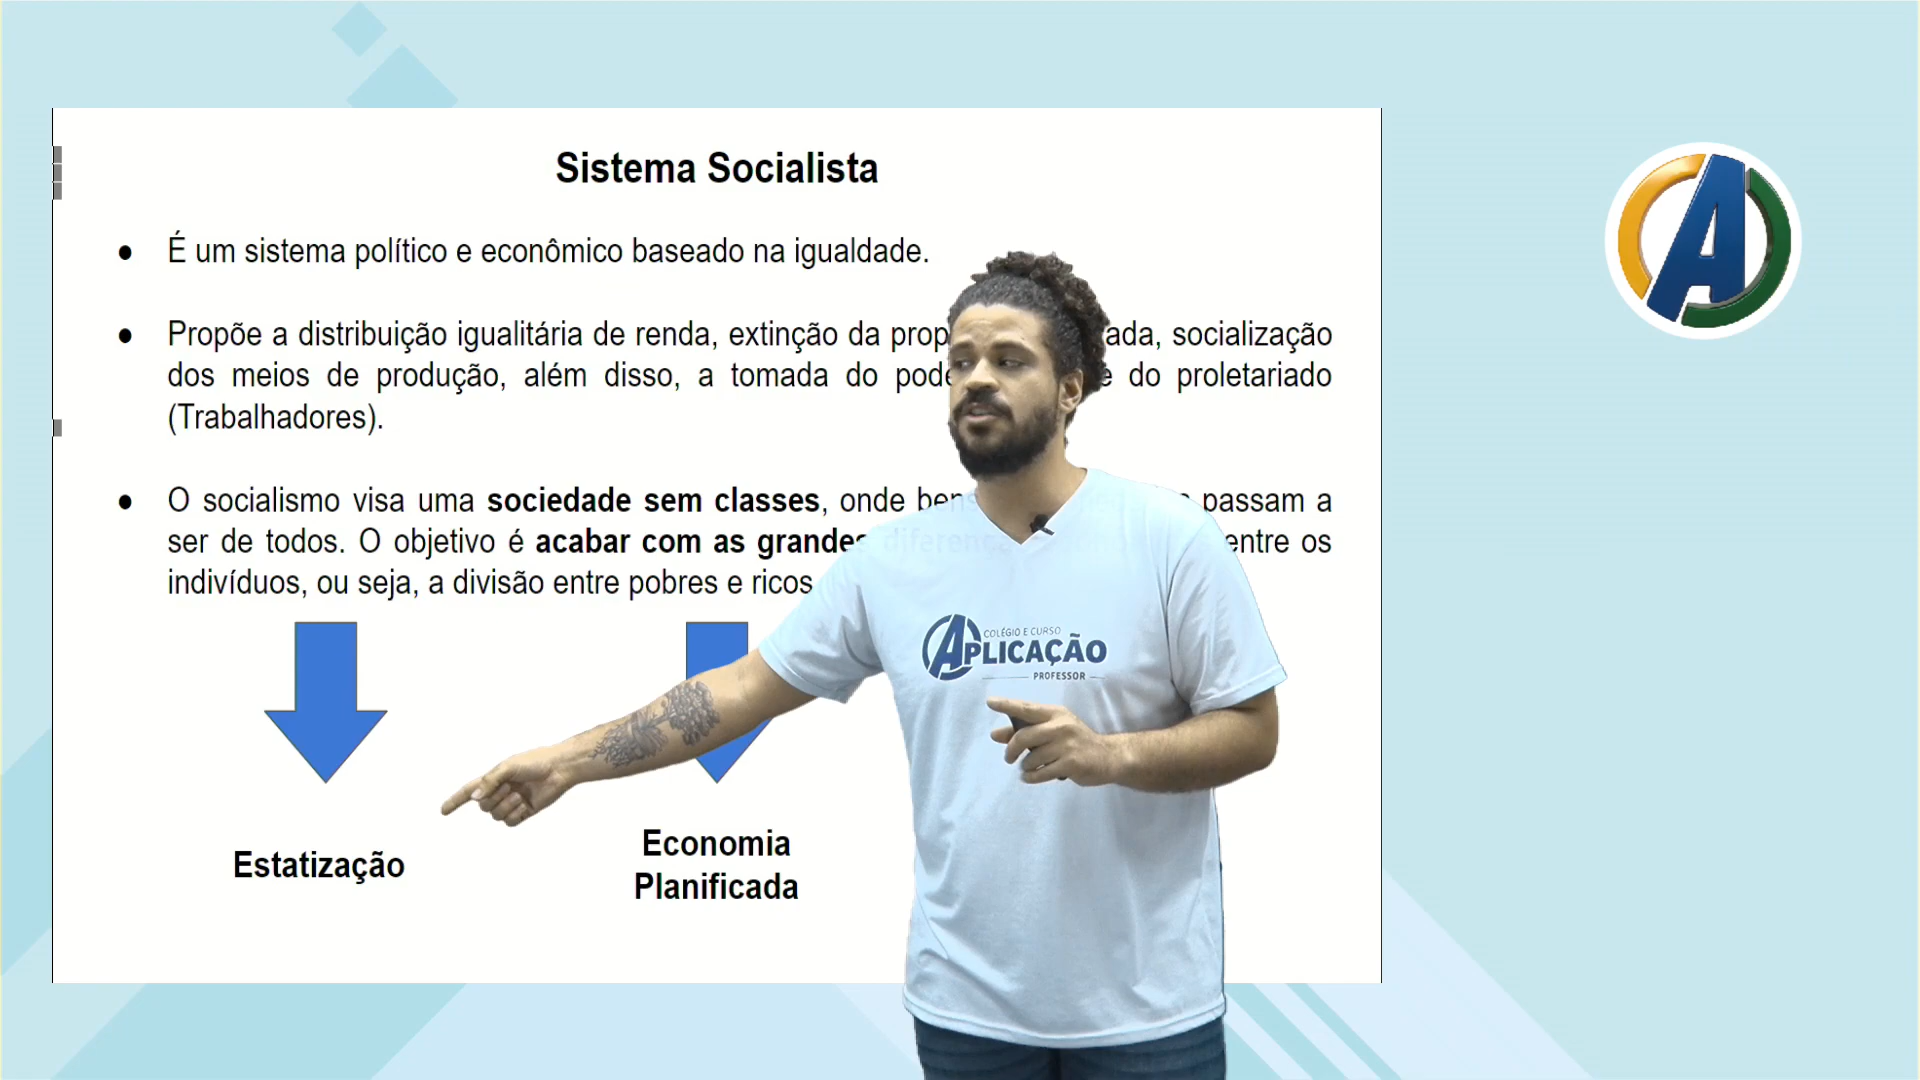 Sistema Socialista
● É um sistema político e econômico baseado na igualdade.
● Propõe a distribuição igualitária de renda, extinção da , socialização
dos meios de produção, além disso, a tomada do do proletariado
(Trabalhadores).
● O socialismo visa uma sociedade sem classes, onde passam a
ser de todos. O objetivo é acabar com as grandes entre os
indivíduos, ou seja, a divisão entre pobres e ricos
Estatização
Economia
Planificada
COLÉGIO E CURSO
APLICAÇÃO
PROFESSOR
A